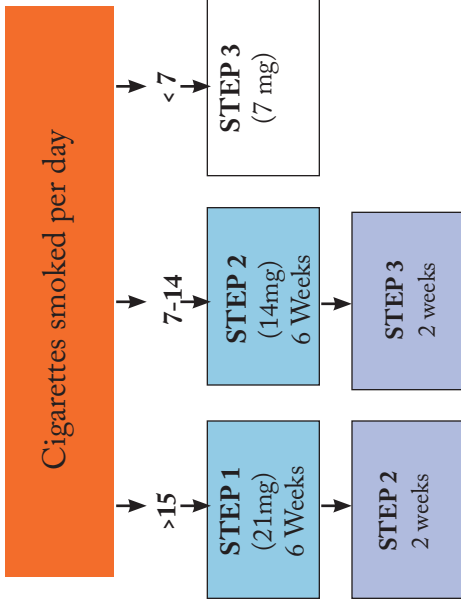 Cigarettes smoked per day
>15
7-14
< 7
STEP 1
(21mg)
6 Weeks
STEP 2
(14mg)
6 Weeks
STEP 3
(7 mg)
STEP 2
2 weeks
STEP 3
2 weeks